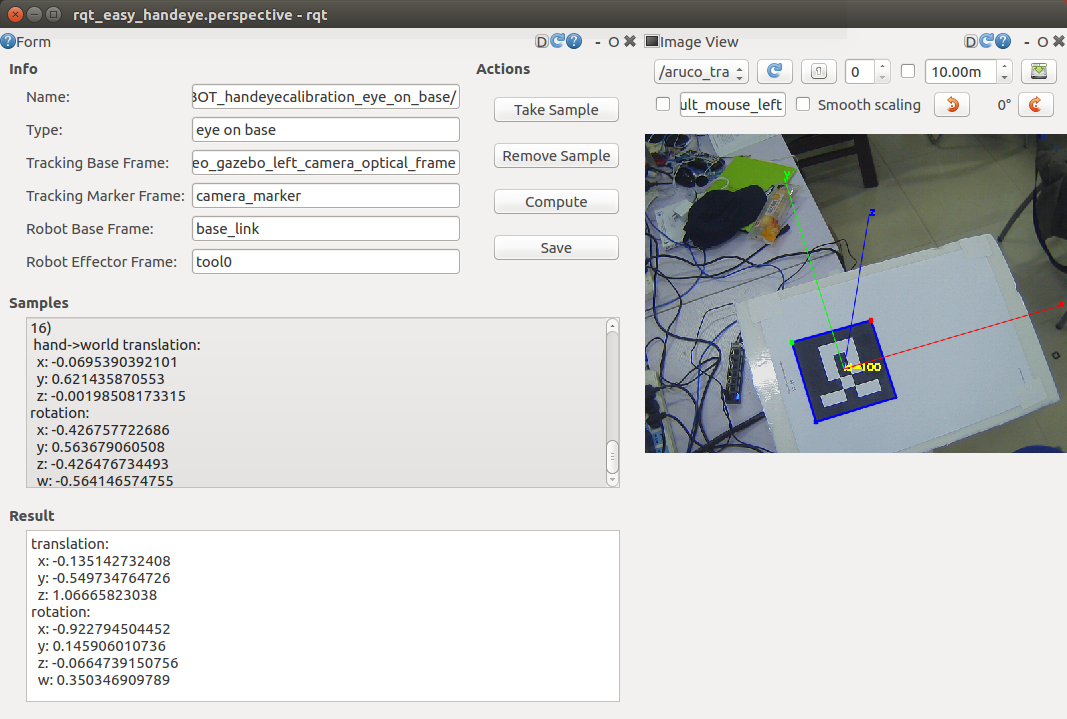 rqt_easy_handeye.perspective - rqt
Form
D
- O
Image View
D
- O
Info
Name:
BOT_handeyecalibration_eye_on_base/
Type:
eye on base
Tracking Base Frame:
eo_gazebo_left_camera_optical_frame
Tracking Marker Frame:
camera_marker
Robot Base Frame:
base_link
Robot Effector Frame:
tool0
Actions
Take Sample
Remove Sample
Compute
Save
Samples
16)
hand->world translation:
x: -0.0695390392101
y: 0.621435870553
z: -0.00198508173315
rotation:
x: -0.426757722686
y: 0.563679060508
z: -0.426476734493
w: -0.564146574755
Result
translation:
x: -0.135142732408
y: -0.549734764726
z: 1.06665823038
rotation:
x: -0.922794504452
y: 0.145906010736
z: -0.0664739150756
w: 0.350346909789
/aruco_tra
0
10.00m
ult_mouse_left
Smooth scaling
0°
y
z
x
100